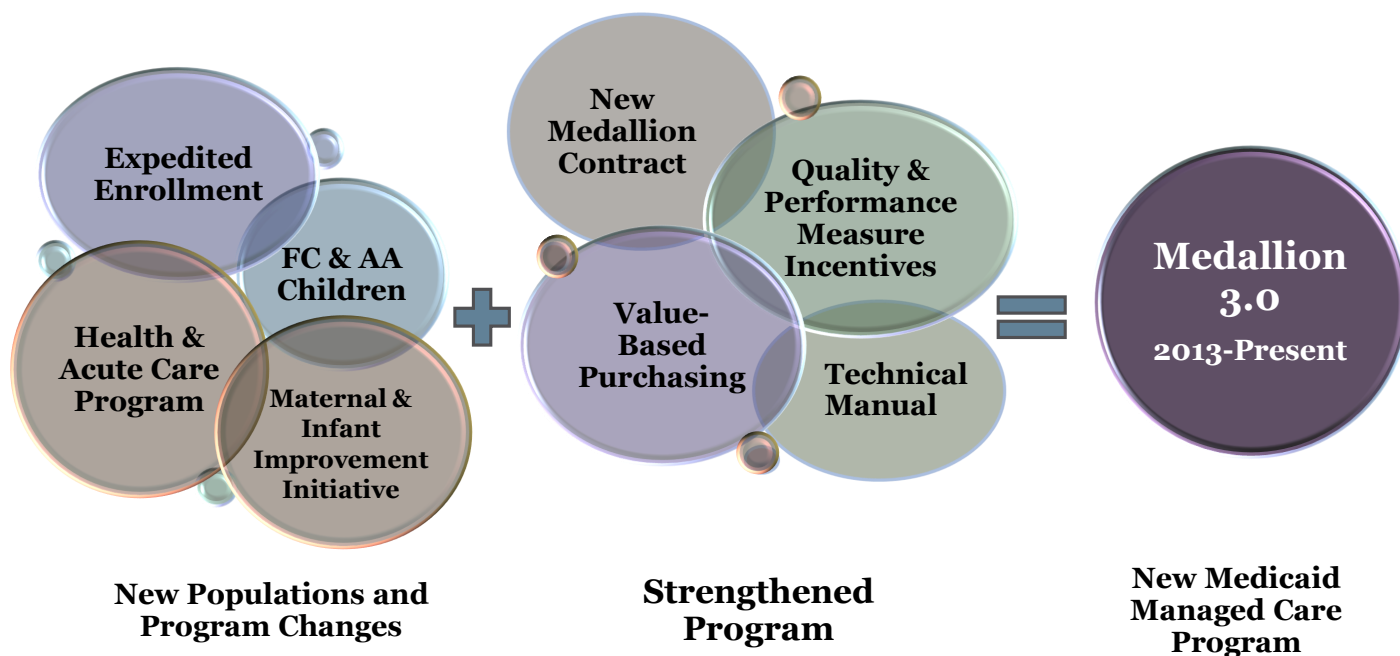 Expedited
Enrollment
FC & AA
Children
Health &
Acute Care
Program
Maternal &
Infant
Improvement
Initiative
New Populations and
Program Changes
New
Medallion
Contract
Quality &
Performance
Measure
Incentives
Value-
Based
Purchasing
Technical
Manual
Strengthened
Program
Medallion
3.0
2013-Present
New Medicaid
Managed Care
Program